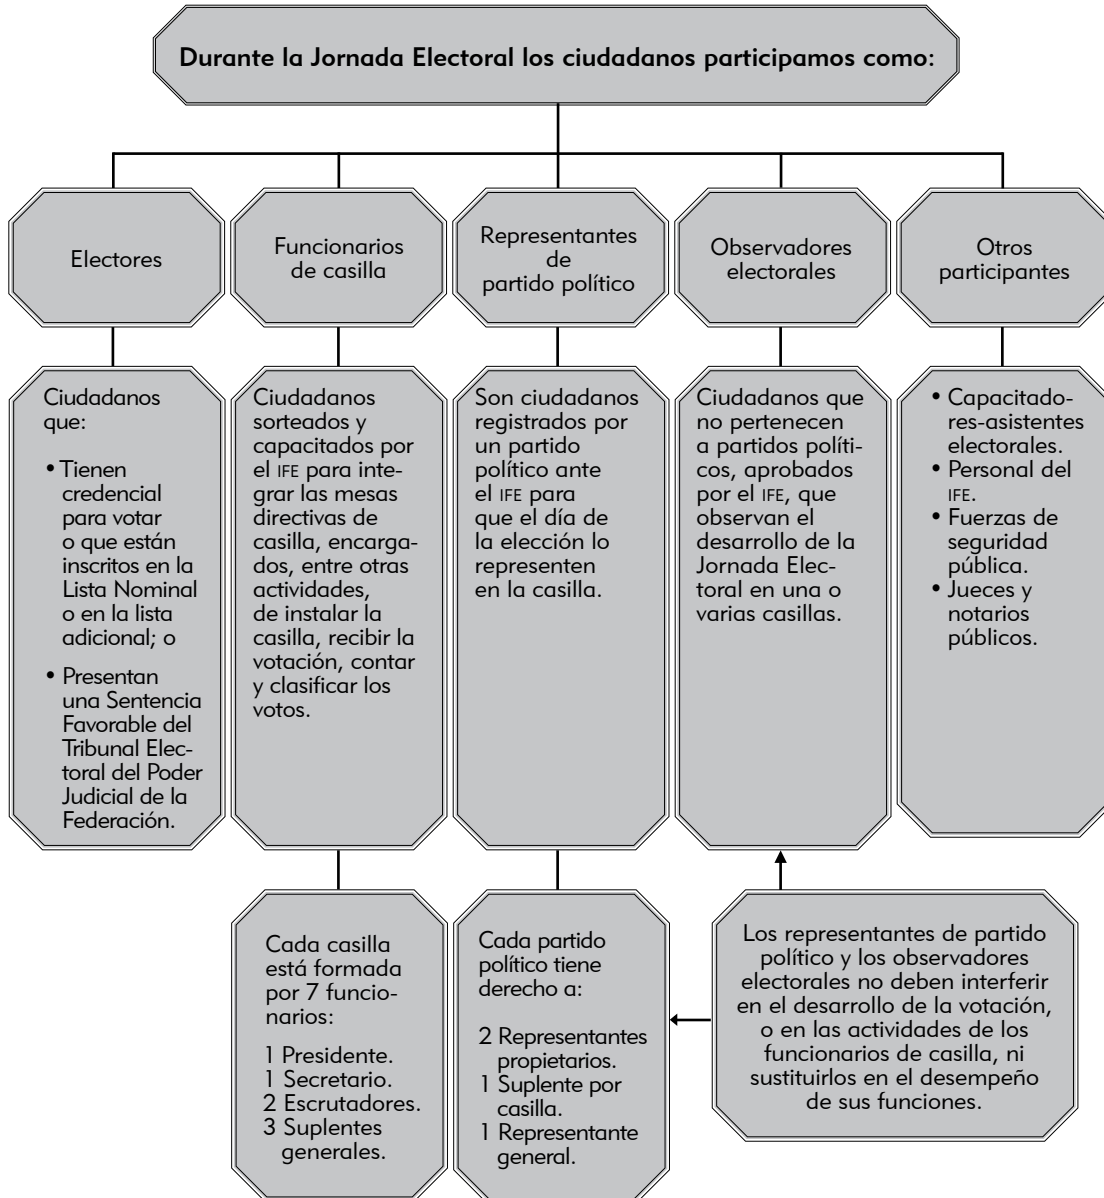 Durante la Jornada Electoral los ciudadanos participamos como:
Electores
Funcionarios
de casilla
Representantes
de
partido político
Observadores
electorales
Otros
participantes
Ciudadanos
que:
• Tienen
credencial
para votar
o que están
inscritos en la
Lista Nominal
o en la lista
adicional; o
• Presentan
una Sentencia
Favorable del
Tribunal Elec-
toral del Poder
Judicial de la
Federación.
Ciudadanos
sorteados y
capacitados por
el IFE para inte-
grar las mesas
directivas de
casilla, encarga-
dos, entre otras
actividades,
de instalar la
casilla, recibir la
votación, contar
y clasificar los
votos.
Son ciudadanos
registrados por
un partido
político ante
el IFE para
que el día de
la elección lo
representen
en la casilla.
Ciudadanos que
no pertenecen
a partidos políti-
cos, aprobados
por el IFE, que
observan el
desarrollo de la
Jornada Elec-
toral en una o
varias casillas.
• Capacitado-
res-asistentes
electorales.
• Personal del
IFE.
• Fuerzas de
seguridad
pública.
• Jueces y
notarios
públicos.
Cada casilla
está formada
por 7 funcio-
narios:
1 Presidente.
1 Secretario.
2 Escrutadores.
3 Suplentes
generales.
Cada partido
político tiene
derecho a:
2 Representantes
propietarios.
1 Suplente por
casilla.
1 Representante
general.
Los representantes de partido
político y los observadores
electorales no deben interferir
en el desarrollo de la votación,
o en las actividades de los
funcionarios de casilla, ni
sustituirlos en el desempeño
de sus funciones.